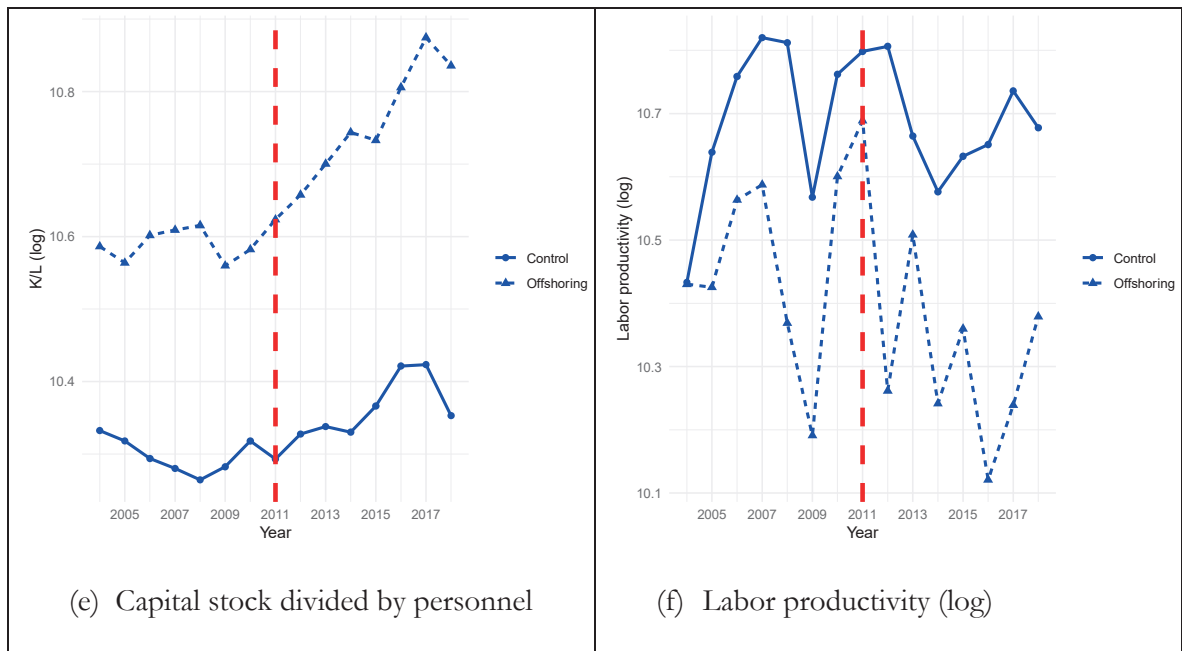 10.8
10.6
10.4
K/L (log)
2005 2007 2009 2011 2013 2015 2017
Year
Control
Offshoring
(e) Capital stock divided by personnel
10.7
10.5
10.3
10.1
Labor productivity (log)
2005 2007 2009 2011 2013 2015 2017
Year
Control
Offshoring
(f) Labor productivity (log)